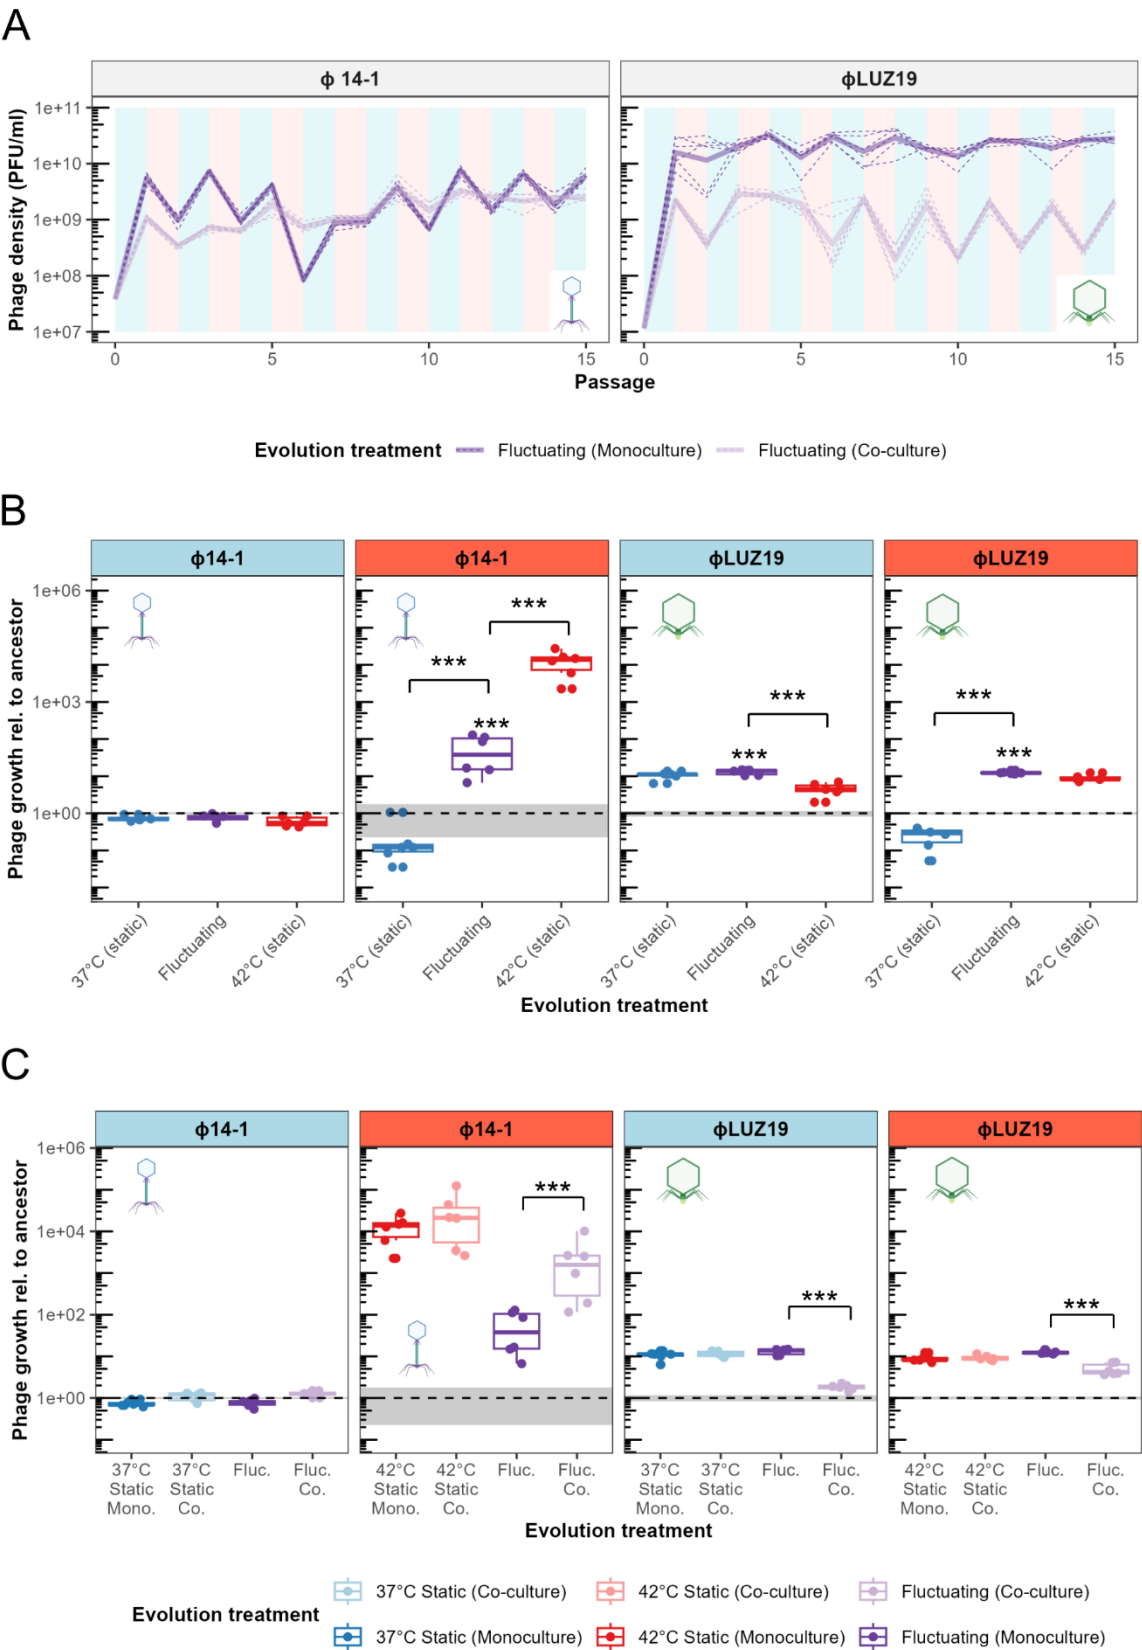 A
ϕ 14-1
ϕLUZ19
Phage density (PFU/ml)
1e+11
1e+10
1e+09
1e+08
1e+07
0 5 10 15
0 5 10 15
Passage
Evolution treatment Fluctuating (Monoculture) Fluctuating (Co-culture)
B
ϕ14-1
ϕ14-1
ϕLUZ19
ϕLUZ19
Phage growth rel. to ancestor
1e+06
1e+03
1e+00
***
***
***
***
***
***
***
37°C (static) Fluctuating 42°C (static)
37°C (static) Fluctuating 42°C (static)
37°C (static) Fluctuating 42°C (static)
37°C (static) Fluctuating 42°C (static)
Evolution treatment
C
ϕ14-1
ϕ14-1
ϕLUZ19
ϕLUZ19
Phage growth rel. to ancestor
1e+06
1e+04
1e+02
1e+00
***
***
***
37°C Static Mono. 37°C Static Co. Fluc. Fluc. Co.
42°C Static Mono. 42°C Static Co. Fluc. Fluc. Co.
37°C Static Mono. 37°C Static Co. Fluc. Fluc. Co.
42°C Static Mono. 42°C Static Co. Fluc. Fluc. Co.
Evolution treatment
Evolution treatment
37°C Static (Co-culture) 42°C Static (Co-culture) Fluctuating (Co-culture)
37°C Static (Monoculture) 42°C Static (Monoculture) Fluctuating (Monoculture)